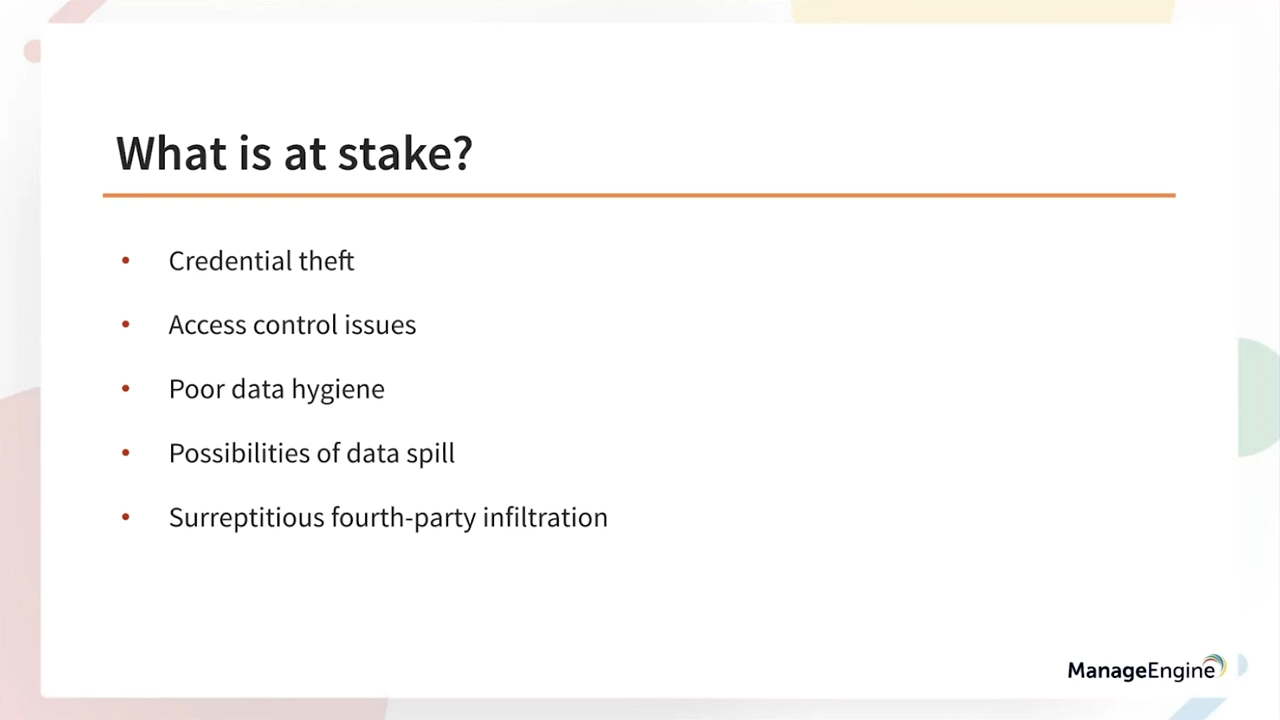 What is at stake?
• Credential theft
• Access control issues
• Poor data hygiene
• Possibilities of data spill
• Surreptitious fourth-party infiltration
ManageEngine